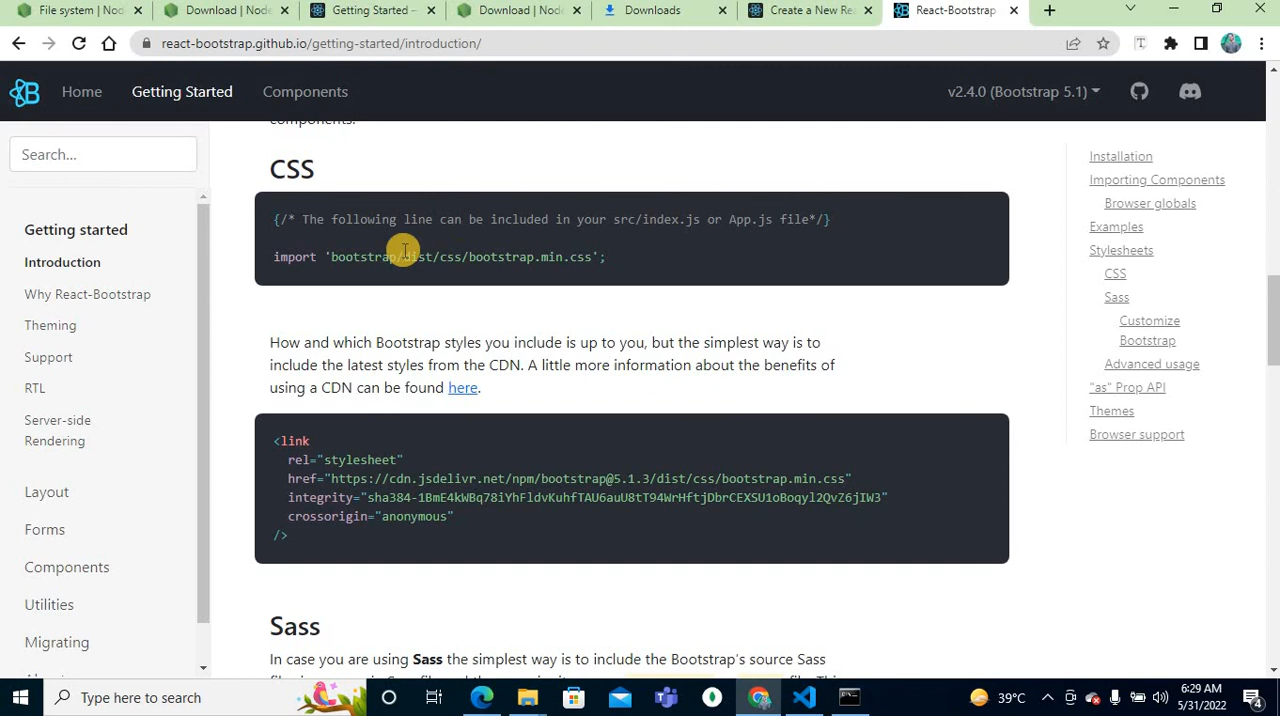 File system | Nod
Download | Node
Getting Started –
Download | Node
Downloads
Create a New Rea
React-Bootstrap
react-bootstrap.github.io/getting-started/introduction/
Home
Getting Started
Components
v2.4.0 (Bootstrap 5.1)
components.
Search...
Getting started
Introduction
Why React-Bootstrap
Theming
Support
RTL
Server-side
Rendering
Layout
Forms
Components
Utilities
Migrating
CSS
{/* The following line can be included in your src/index.js or App.js file*/}
import 'bootstrap/dist/css/bootstrap.min.css';
How and which Bootstrap styles you include is up to you, but the simplest way is to
include the latest styles from the CDN. A little more information about the benefits of
using a CDN can be found here.
<link
rel="stylesheet"
href="https://cdn.jsdelivr.net/npm/bootstrap@5.1.3/dist/css/bootstrap.min.css"
integrity="sha384-1BmE4kWBq78iYhFldvKuhfTAU6auU8tT94WrHftjDbrCEXSU1oBoqyl2QvZ6jIW3"
crossorigin="anonymous"
/>
Sass
In case you are using Sass the simplest way is to include the Bootstrap's source Sass
Installation
Importing Components
Browser globals
Examples
Stylesheets
CSS
Sass
Customize
Bootstrap
Advanced usage
"as" Prop API
Themes
Browser support
Type here to search
39°C
6:29 AM
5/31/2022
4